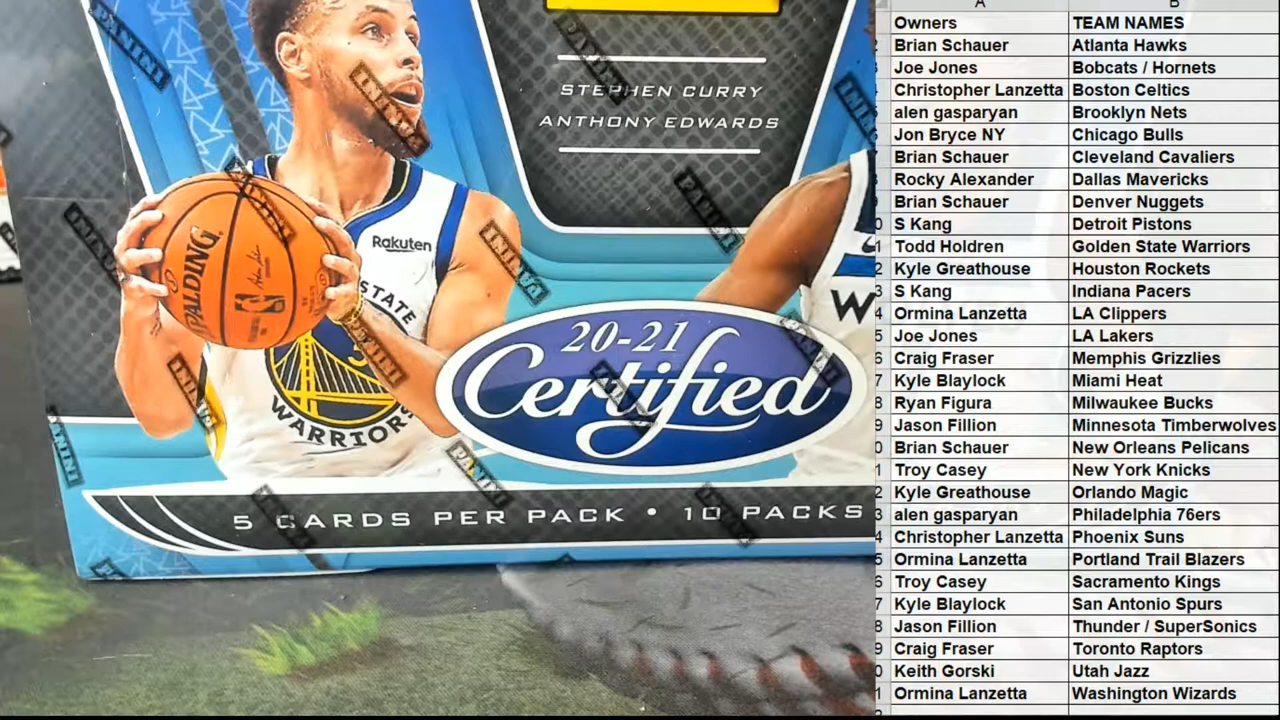 STEPHEN CURRY
ANTHONY EDWARDS
SPALDING
Rakuten
STATE
WARRIORS
W
20-21
Certified
5 CARDS PER PACK • 10 PACKS
PANINI
A B
Owners TEAM NAMES
Brian Schauer Atlanta Hawks
Joe Jones Bobcats / Hornets
Christopher Lanzetta Boston Celtics
alen gasparyan Brooklyn Nets
Jon Bryce NY Chicago Bulls
Brian Schauer Cleveland Cavaliers
Rocky Alexander Dallas Mavericks
Brian Schauer Denver Nuggets
S Kang Detroit Pistons
Todd Holdren Golden State Warriors
Kyle Greathouse Houston Rockets
S Kang Indiana Pacers
Ormina Lanzetta LA Clippers
Joe Jones LA Lakers
Craig Fraser Memphis Grizzlies
Kyle Blaylock Miami Heat
Ryan Figura Milwaukee Bucks
Jason Fillion Minnesota Timberwolves
Brian Schauer New Orleans Pelicans
Troy Casey New York Knicks
Kyle Greathouse Orlando Magic
alen gasparyan Philadelphia 76ers
Christopher Lanzetta Phoenix Suns
Ormina Lanzetta Portland Trail Blazers
Troy Casey Sacramento Kings
Kyle Blaylock San Antonio Spurs
Jason Fillion Thunder / SuperSonics
Craig Fraser Toronto Raptors
Keith Gorski Utah Jazz
Ormina Lanzetta Washington Wizards